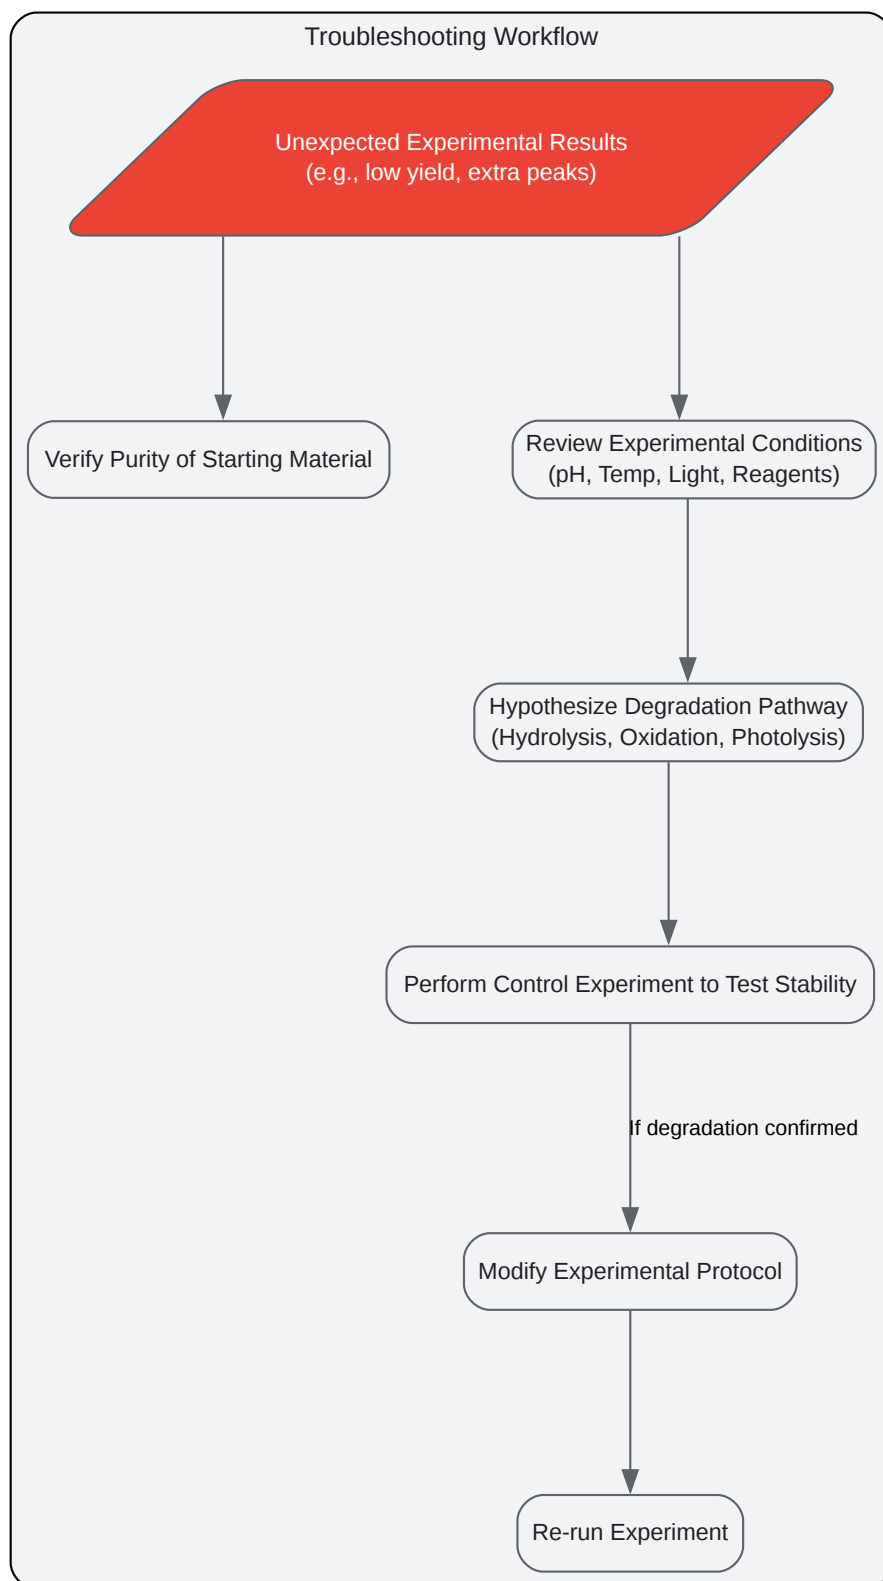 Troubleshooting Workflow
Unexpected Experimental Results
(e.g., low yield, extra peaks)
Verify Purity of Starting Material
Review Experimental Conditions
(pH, Temp, Light, Reagents)
Hypothesize Degradation Pathway
(Hydrolysis, Oxidation, Photolysis)
Perform Control Experiment to Test Stability
If degradation confirmed
Modify Experimental Protocol
Re-run Experiment